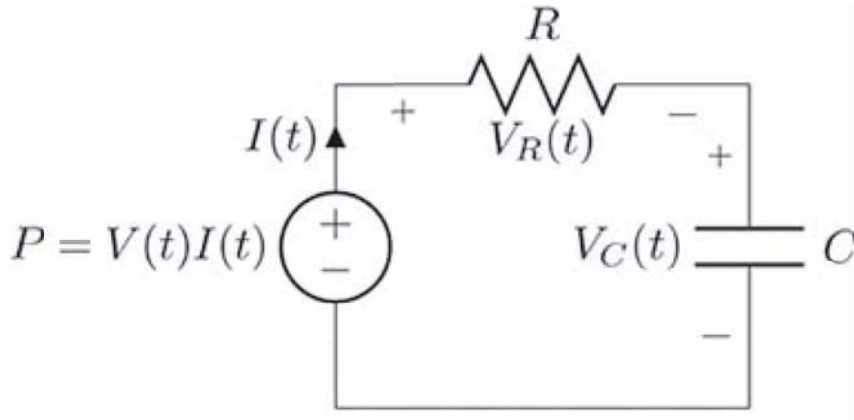 R
+
−
I(t)
V_R(t)
+
P = V(t)I(t)
+
−
V_C(t)
C
−